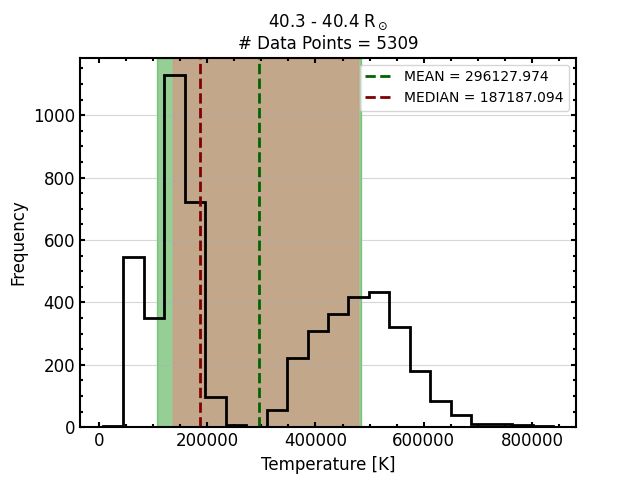 40.3 - 40.4 R⊙
# Data Points = 5309
MEAN = 296127.974
MEDIAN = 187187.094
Frequency
1000
800
600
400
200
0
0 200000 400000 600000 800000
Temperature [K]